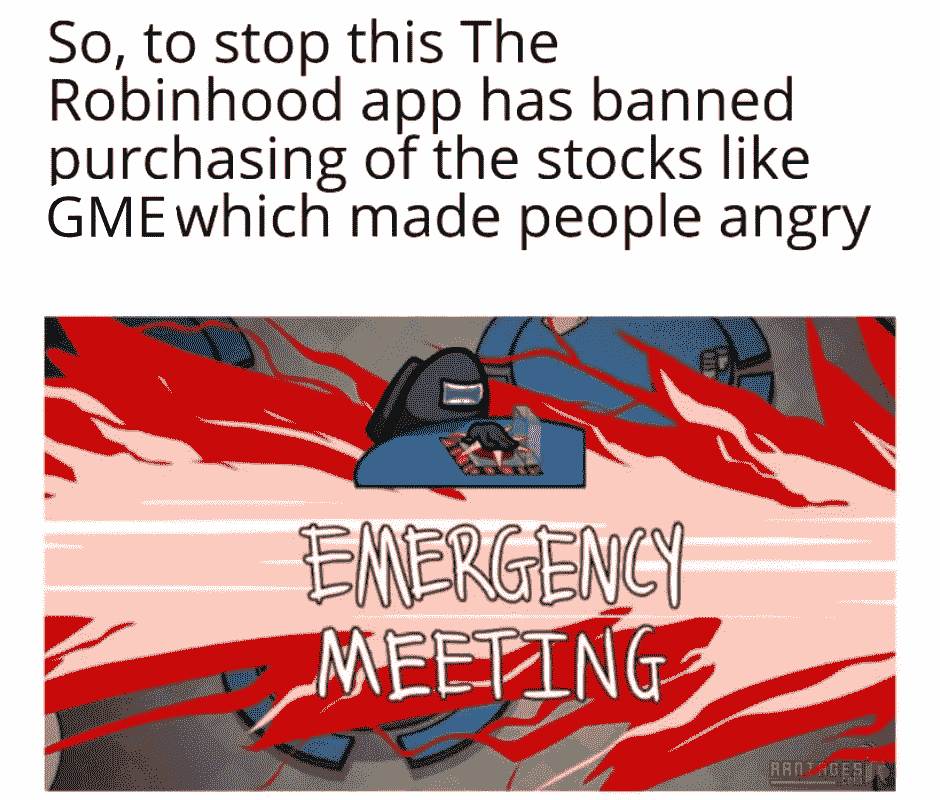 So, to stop this The
Robinhood app has banned
purchasing of the stocks like
GME which made people angry
EMERGENCY
MEETING